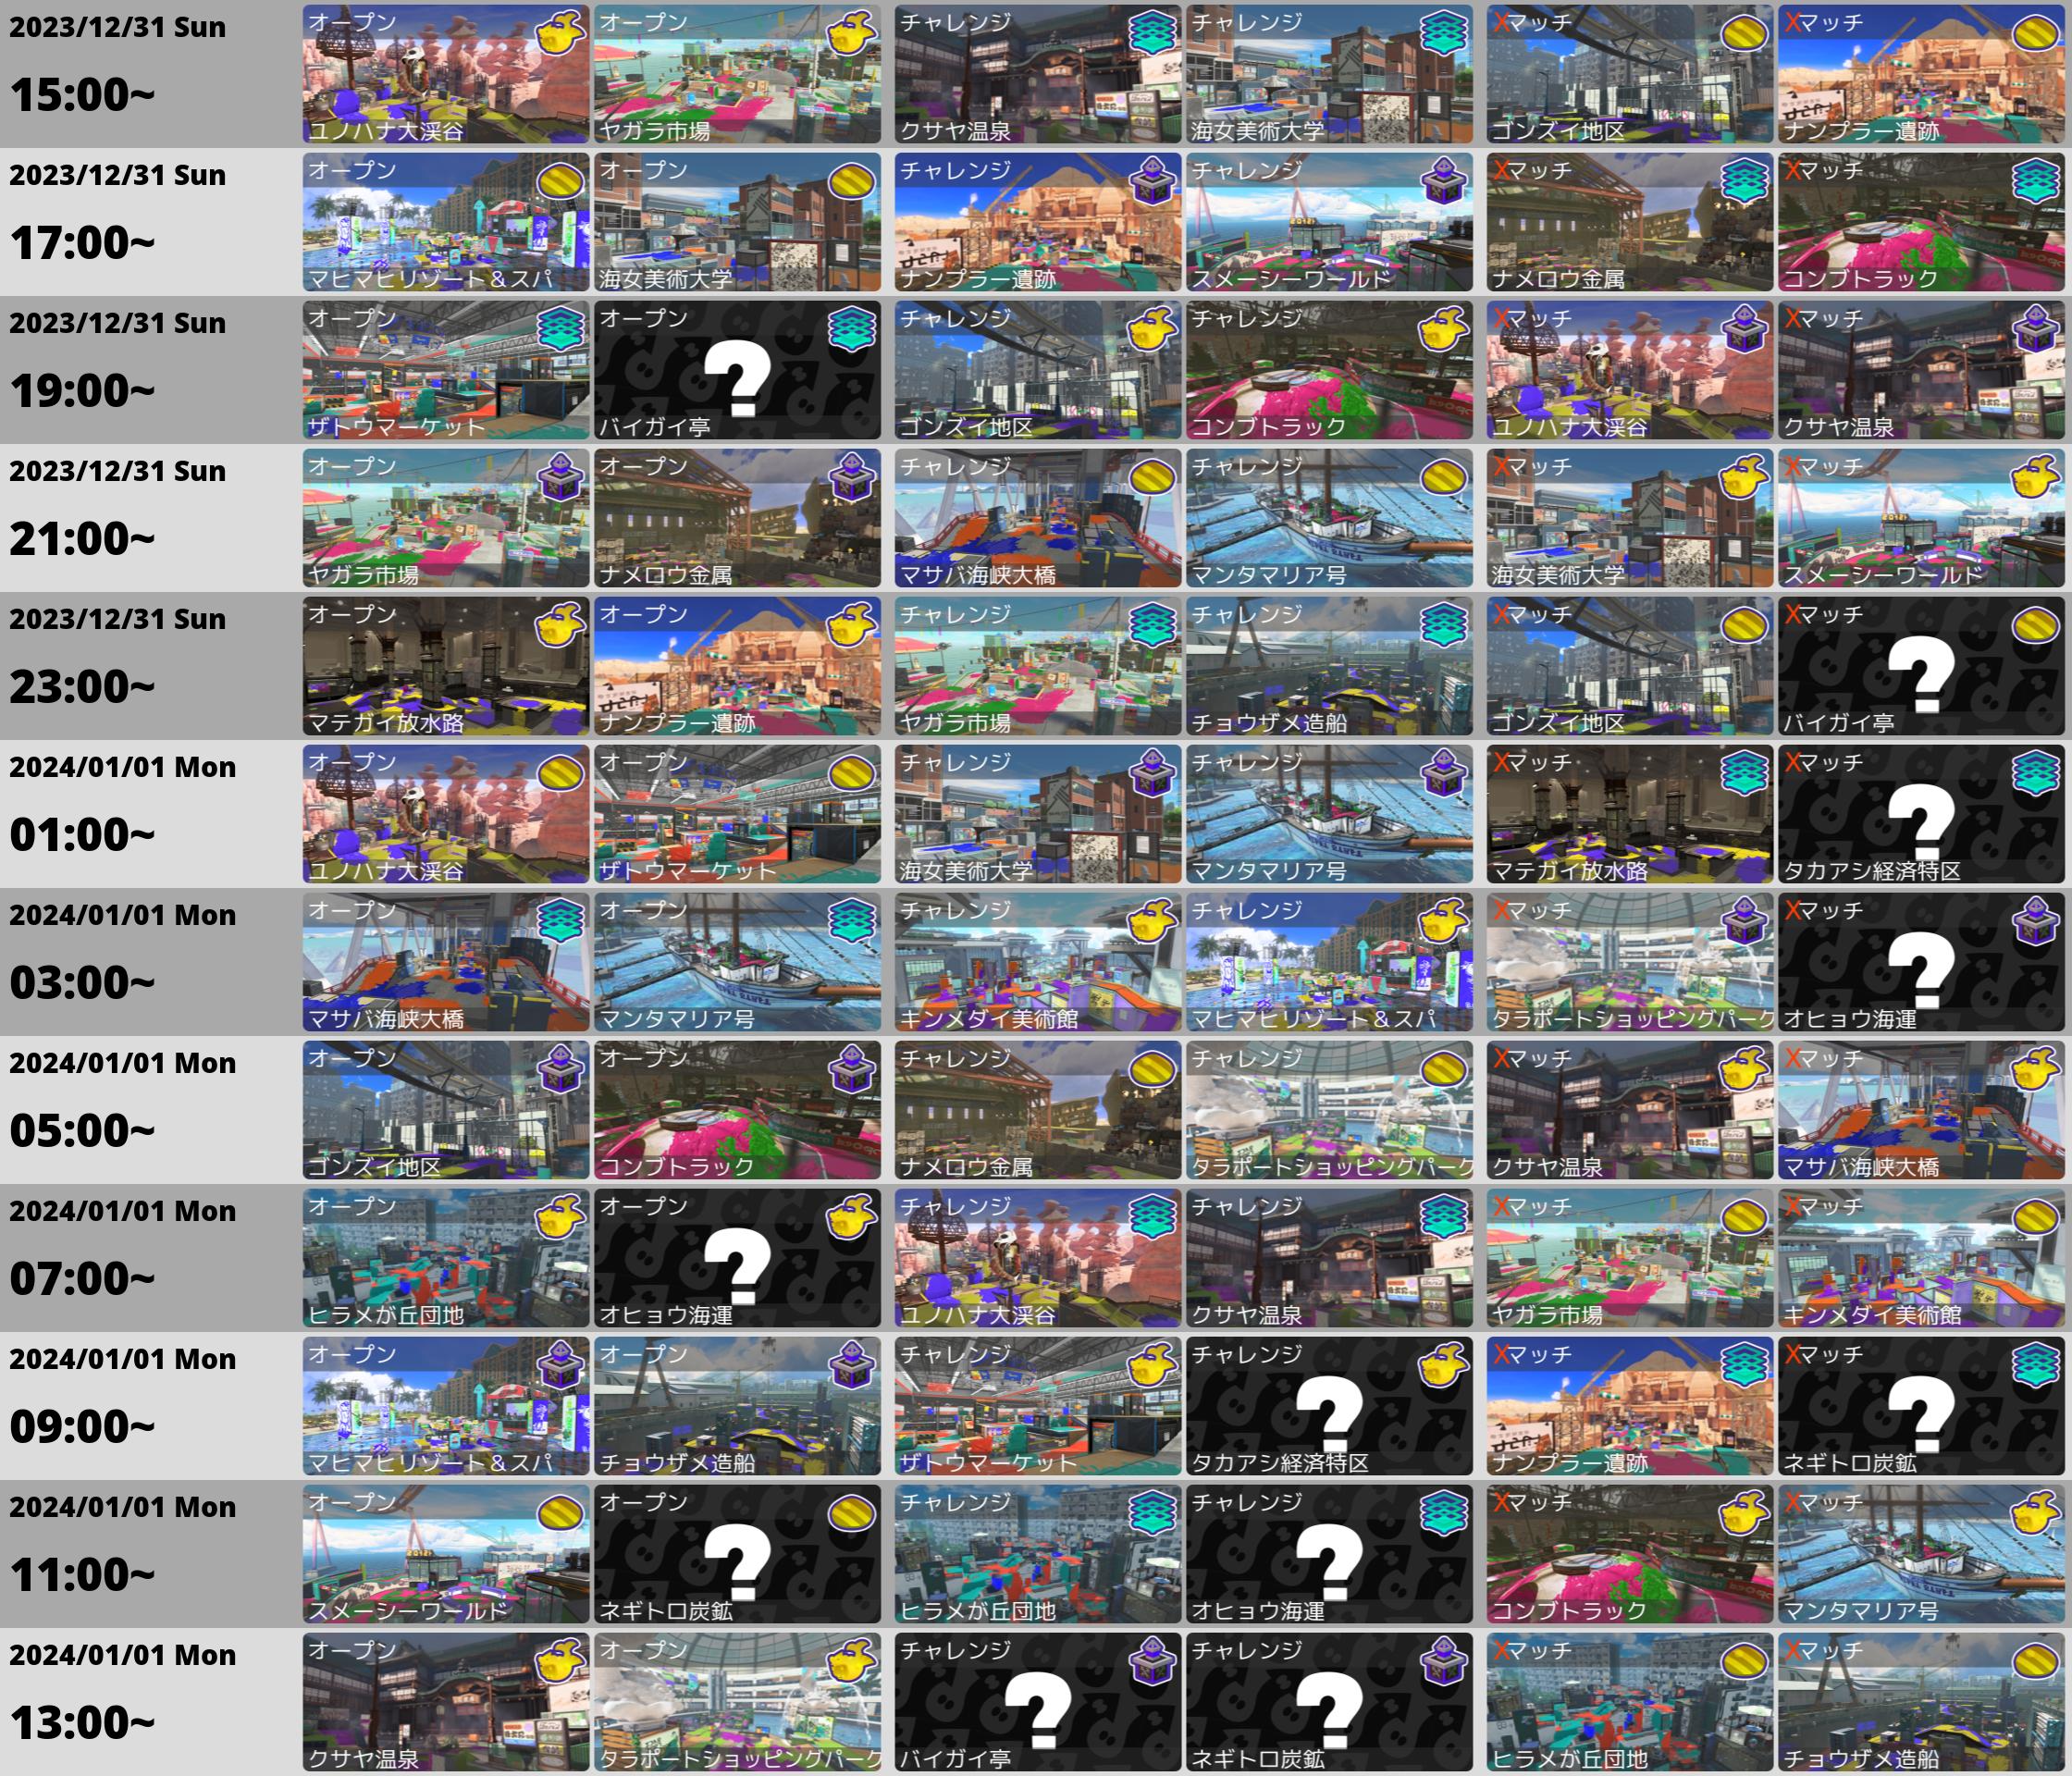 2023/12/31 Sun
15:00~
オープン
ユノハナ大渓谷
オープン
ヤガラ市場
チャレンジ
クサヤ温泉
チャレンジ
海女美術大学
Xマッチ
ゴンズイ地区
Xマッチ
ナンプラー遺跡
2023/12/31 Sun
17:00~
オープン
マヒマヒリゾート＆スパ
オープン
海女美術大学
チャレンジ
ナンプラー遺跡
チャレンジ
スメーシーワールド
Xマッチ
ナメロウ金属
Xマッチ
コンブトラック
2023/12/31 Sun
19:00~
オープン
ザトウマーケット
オープン
?
バイガイ亭
チャレンジ
ゴンズイ地区
チャレンジ
コンブトラック
Xマッチ
ユノハナ大渓谷
Xマッチ
クサヤ温泉
2023/12/31 Sun
21:00~
オープン
ヤガラ市場
オープン
ナメロウ金属
チャレンジ
マサバ海峡大橋
チャレンジ
マンタマリア号
Xマッチ
海女美術大学
Xマッチ
スメーシーワールド
2023/12/31 Sun
23:00~
オープン
マテガイ放水路
オープン
ナンプラー遺跡
チャレンジ
ヤガラ市場
チャレンジ
チョウザメ造船
Xマッチ
ゴンズイ地区
Xマッチ
?
バイガイ亭
2024/01/01 Mon
01:00~
オープン
ユノハナ大渓谷
オープン
ザトウマーケット
チャレンジ
海女美術大学
チャレンジ
マンタマリア号
Xマッチ
マテガイ放水路
Xマッチ
?
タカアシ経済特区
2024/01/01 Mon
03:00~
オープン
マサバ海峡大橋
オープン
マンタマリア号
チャレンジ
キンメダイ美術館
チャレンジ
マヒマヒリゾート＆スパ
Xマッチ
タラポートショッピングパーク
Xマッチ
?
オヒョウ海運
2024/01/01 Mon
05:00~
オープン
ゴンズイ地区
オープン
コンブトラック
チャレンジ
ナメロウ金属
チャレンジ
タラポートショッピングパーク
Xマッチ
クサヤ温泉
Xマッチ
マサバ海峡大橋
2024/01/01 Mon
07:00~
オープン
ヒラメが丘団地
オープン
?
オヒョウ海運
チャレンジ
ユノハナ大渓谷
チャレンジ
クサヤ温泉
Xマッチ
ヤガラ市場
Xマッチ
キンメダイ美術館
2024/01/01 Mon
09:00~
オープン
マヒマヒリゾート＆スパ
オープン
チョウザメ造船
チャレンジ
ザトウマーケット
チャレンジ
?
タカアシ経済特区
Xマッチ
ナンプラー遺跡
Xマッチ
?
ネギトロ炭鉱
2024/01/01 Mon
11:00~
オープン
スメーシーワールド
オープン
?
ネギトロ炭鉱
チャレンジ
ヒラメが丘団地
チャレンジ
?
オヒョウ海運
Xマッチ
コンブトラック
Xマッチ
マンタマリア号
2024/01/01 Mon
13:00~
オープン
クサヤ温泉
オープン
タラポートショッピングパーク
チャレンジ
?
バイガイ亭
チャレンジ
?
ネギトロ炭鉱
Xマッチ
ヒラメが丘団地
Xマッチ
チョウザメ造船